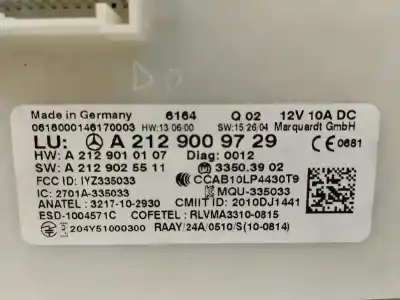 Made in Germany 6164 Q 02 12V 10A DC
0616000146170003 HW:13/06/00 SW:15/26/04 Marquardt GmbH
LU: A 212 900 97 29 CE 0681
HW: A 212 901 01 07 Diag: 0012
SW: A 212 902 55 11 3350.39 02
FCC ID: IYZ335033 CCAB10LP4430T9
IC: 2701A-335033 MQU-335033
ANATEL : 3217-10-2930 CMIIT ID: 2010DJ1441
ESD-1004571C COFETEL : RLVMA3310-0815
204Y51000300 RAAY/24A/0510/S(10-0814)